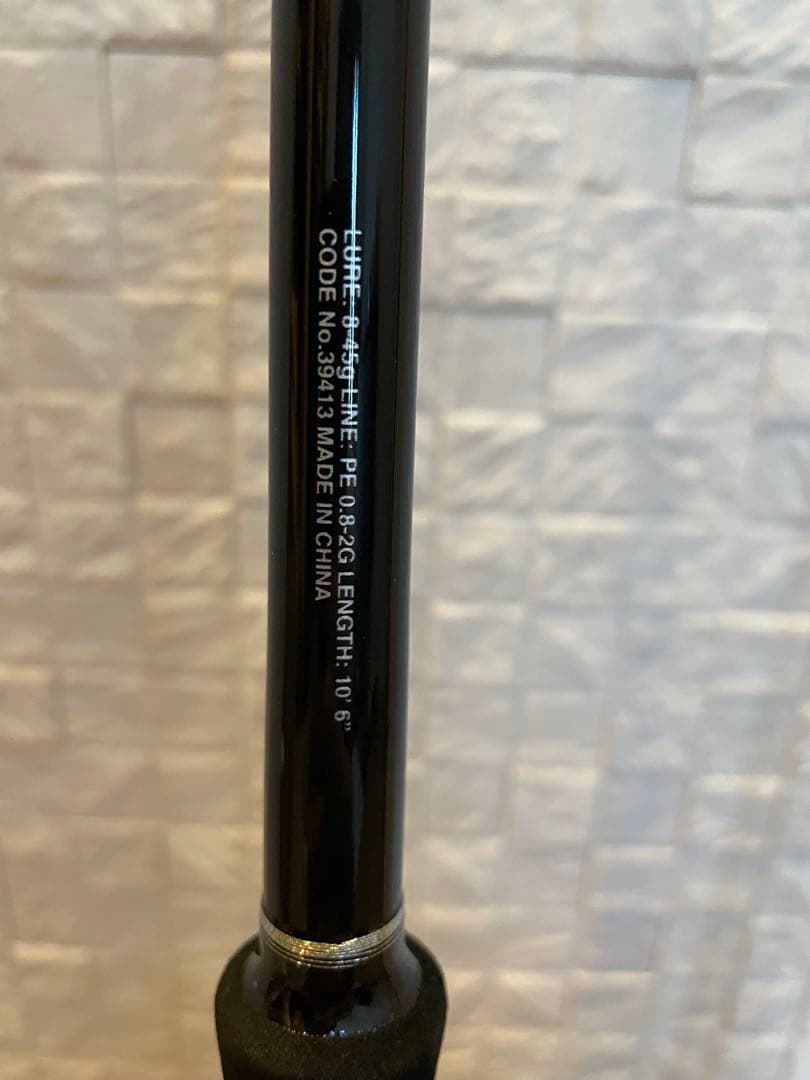 LURE: 8-45g LINE: PE 0.8-2G LENGTH: 10' 6”
CODE No.39413 MADE IN CHINA